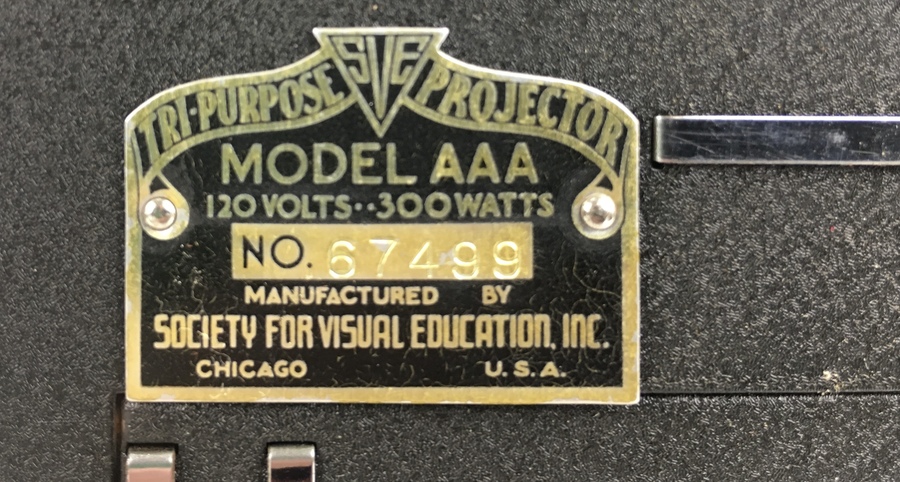 SVE
TRI-PURPOSE PROJECTOR
MODEL AAA
120 VOLTS··300 WATTS
NO. 67499
MANUFACTURED BY
SOCIETY FOR VISUAL EDUCATION, INC.
CHICAGO U.S.A.